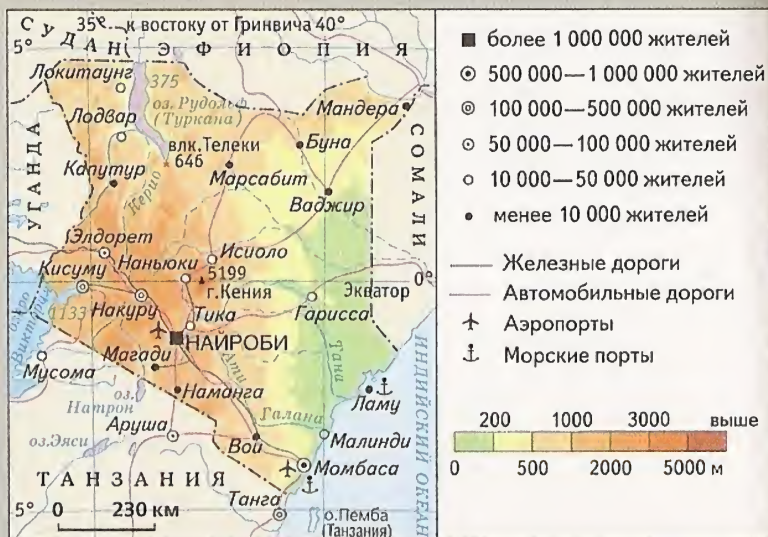 35° к востоку от Гринвича 40°
5°
СУДАН
ЭФИОПИЯ
Локитаунг
375
оз. Рудольф
(Туркана)
Мандера
Лодвар
влк. Телеки
646
Буна
УГАНДА
СОМАЛИ
Капутур
Керио
Марсабит
Ваджир
Элдорет
Исиоло
Кисуму
Наньюки
5199
г. Кения
Экватор
0°
оз.
Виктория
1133
Накуру
Тика
Гарисса
НАЙРОБИ
Мусома
Магади
Ати
Тана
ИНДИЙСКИЙ ОКЕАН
оз.
Натрон
Наманга
Галана
Ламу
Аруша
оз.Эяси
Вой
Малинди
ТАНЗАНИЯ
Момбаса
5°
0 230 км
Танга
о.Пемба
(Танзания)
более 1 000 000 жителей
500 000—1 000 000 жителей
100 000—500 000 жителей
50 000—100 000 жителей
10 000—50 000 жителей
менее 10 000 жителей
Железные дороги
Автомобильные дороги
Аэропорты
Морские порты
200 1000 3000 выше
0 500 2000 5000 м